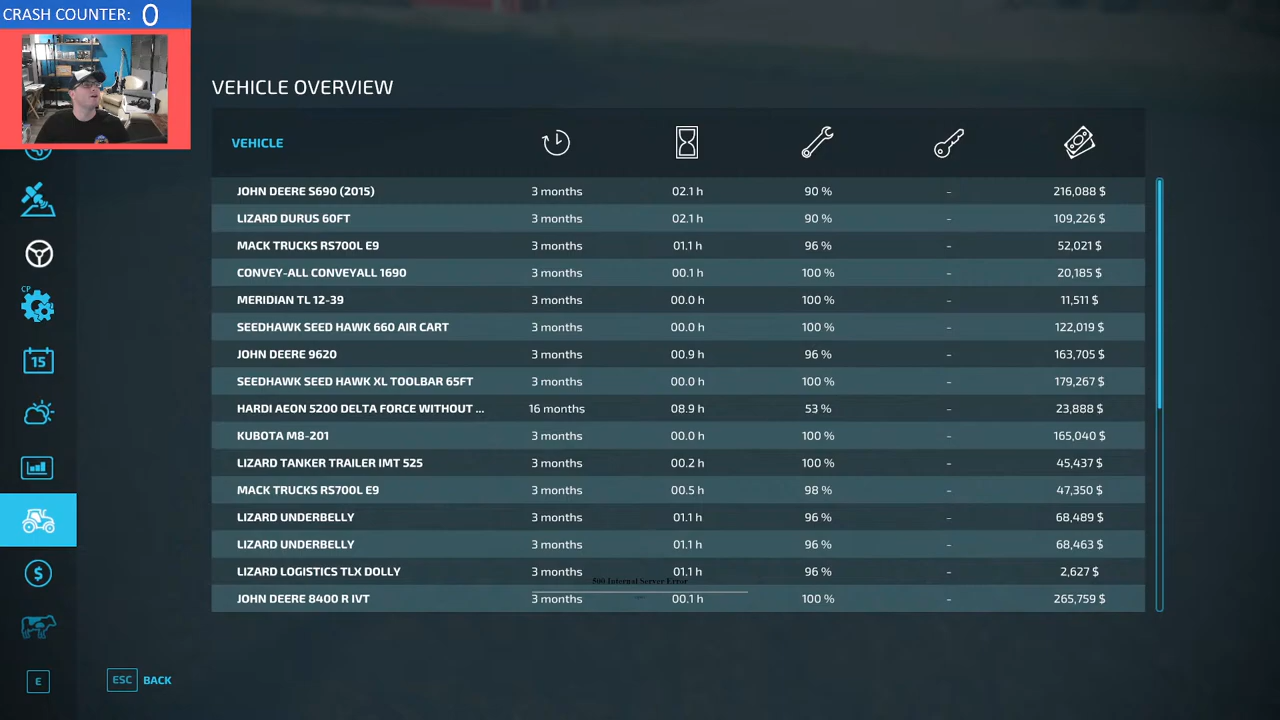 CRASH COUNTER: 0
VEHICLE OVERVIEW
VEHICLE
JOHN DEERE S690 (2015) 3 months 02.1 h 90 % - 216,088 $
LIZARD DURUS 60FT 3 months 02.1 h 90 % - 109,226 $
MACK TRUCKS RS700L E9 3 months 01.1 h 96 % - 52,021 $
CONVEY-ALL CONVEYALL 1690 3 months 00.1 h 100 % - 20,185 $
MERIDIAN TL 12-39 3 months 00.0 h 100 % - 11,511 $
SEEDHAWK SEED HAWK 660 AIR CART 3 months 00.0 h 100 % - 122,019 $
JOHN DEERE 9620 3 months 00.9 h 96 % - 163,705 $
SEEDHAWK SEED HAWK XL TOOLBAR 65FT 3 months 00.0 h 100 % - 179,267 $
HARDI AEON 5200 DELTA FORCE WITHOUT ... 16 months 08.9 h 53 % - 23,888 $
KUBOTA M8-201 3 months 00.0 h 100 % - 165,040 $
LIZARD TANKER TRAILER IMT 525 3 months 00.2 h 100 % - 45,437 $
MACK TRUCKS RS700L E9 3 months 00.5 h 98 % - 47,350 $
LIZARD UNDERBELLY 3 months 01.1 h 96 % - 68,489 $
LIZARD UNDERBELLY 3 months 01.1 h 96 % - 68,463 $
LIZARD LOGISTICS TLX DOLLY 3 months 01.1 h 96 % - 2,627 $
500 Internal Server Error
JOHN DEERE 8400 R IVT 3 months 00.1 h 100 % - 265,759 $
CP
15
$
E
ESC BACK